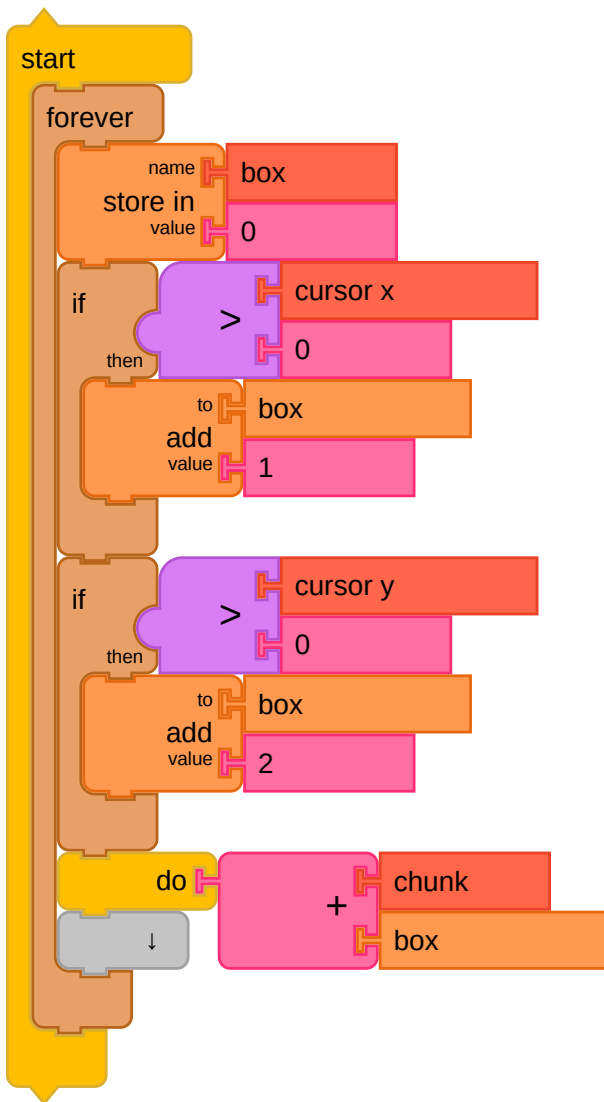 start
forever
name
box
store in
value
0
if
>
cursor x
0
then
to
box
add
value
1
if
>
cursor y
0
then
to
box
add
value
2
do
+
chunk
box
↓